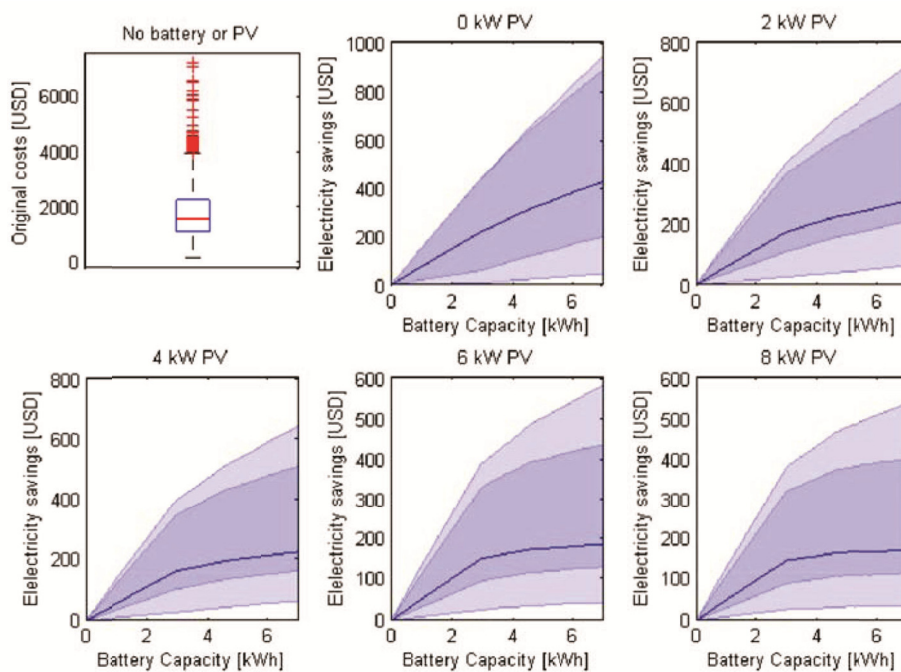 No battery or PV
Original costs [USD]
6000
4000
2000
0
0 kW PV
Elelectricity savings [USD]
1000
800
600
400
200
0
0 2 4 6
Battery Capacity [kWh]
2 kW PV
Elelectricity savings [USD]
800
600
400
200
0
0 2 4 6
Battery Capacity [kWh]
4 kW PV
Elelectricity savings [USD]
800
600
400
200
0
0 2 4 6
Battery Capacity [kWh]
6 kW PV
Elelectricity savings [USD]
600
500
400
300
200
100
0
0 2 4 6
Battery Capacity [kWh]
8 kW PV
Elelectricity savings [USD]
600
500
400
300
200
100
0
0 2 4 6
Battery Capacity [kWh]